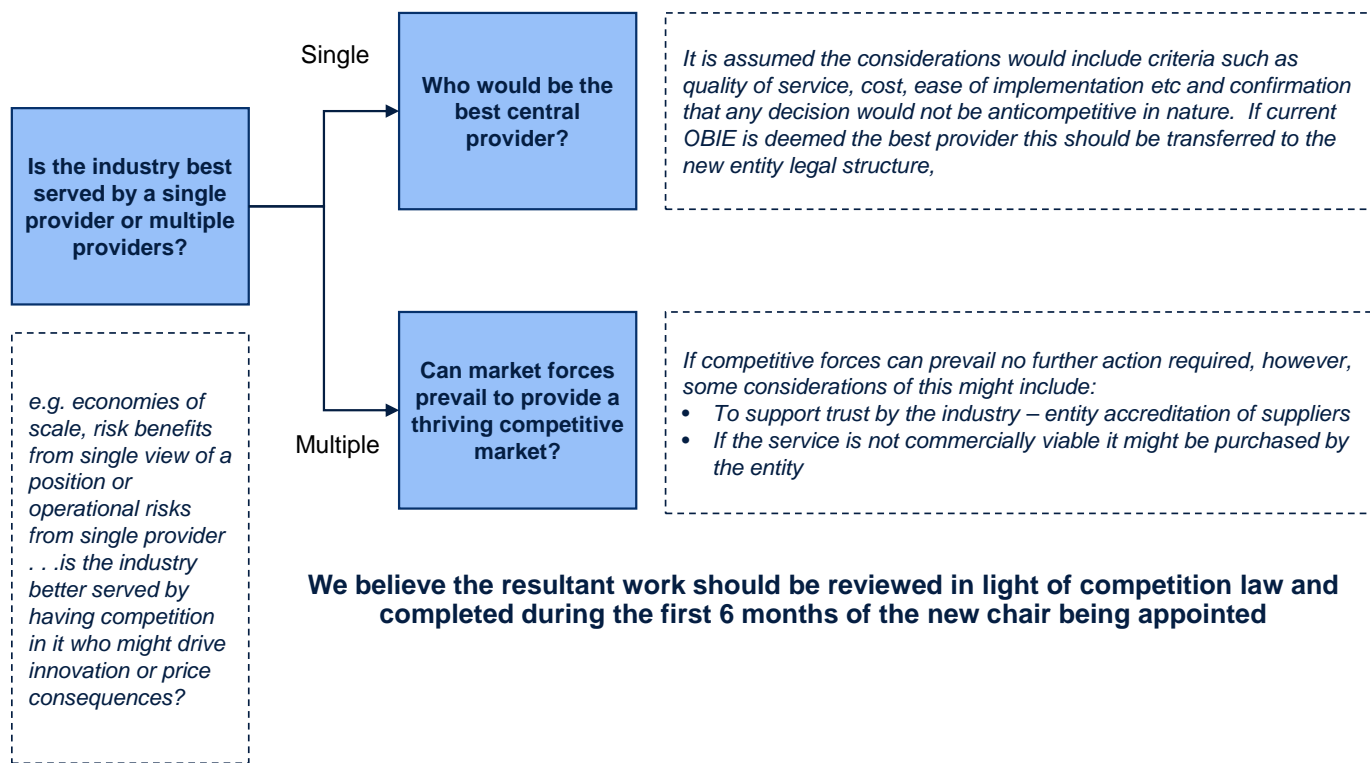 Is the industry best
served by a single
provider or multiple
providers?
e.g. economies of
scale, risk benefits
from single view of a
position or
operational risks
from single provider
. . .is the industry
better served by
having competition
in it who might drive
innovation or price
consequences?
Single
Who would be the
best central
provider?
It is assumed the considerations would include criteria such as
quality of service, cost, ease of implementation etc and confirmation
that any decision would not be anticompetitive in nature.  If current
OBIE is deemed the best provider this should be transferred to the
new entity legal structure,
Multiple
Can market forces
prevail to provide a
thriving competitive
market?
If competitive forces can prevail no further action required, however,
some considerations of this might include:
• To support trust by the industry – entity accreditation of suppliers
• If the service is not commercially viable it might be purchased by
the entity
We believe the resultant work should be reviewed in light of competition law and
completed during the first 6 months of the new chair being appointed